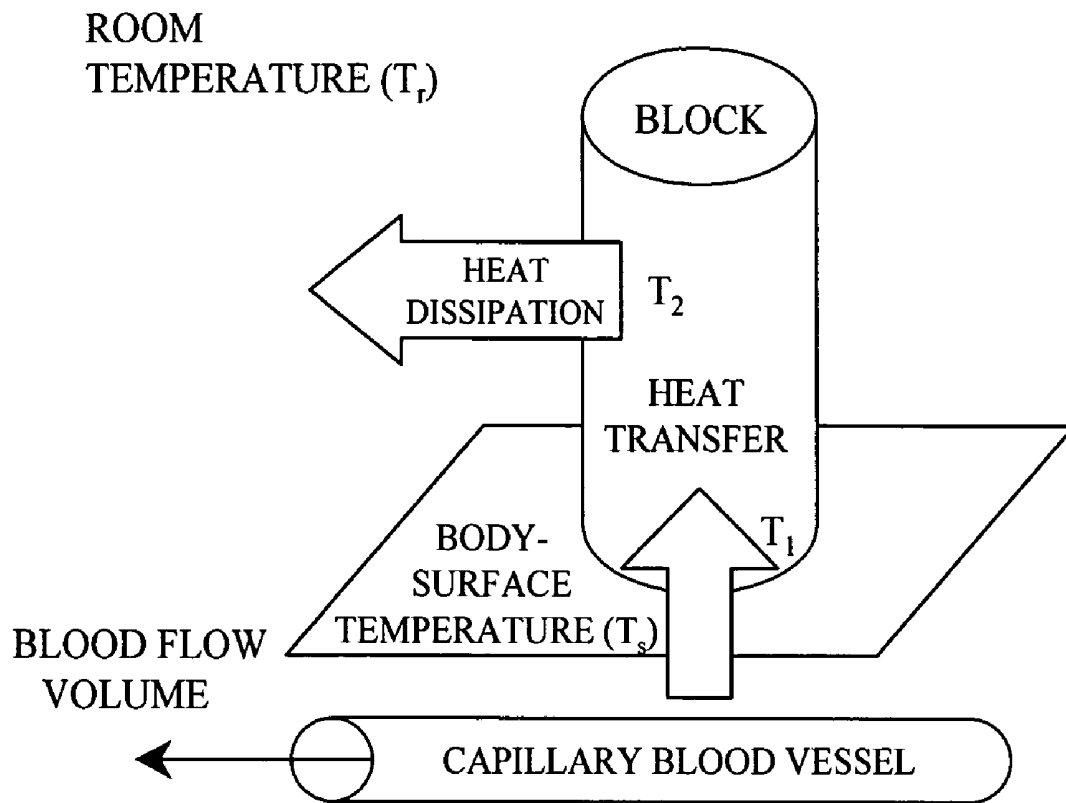 ROOM
TEMPERATURE (Tr)
BLOCK
HEAT
DISSIPATION
T2
HEAT
TRANSFER
T1
BODY-
SURFACE
TEMPERATURE (Ts)
BLOOD FLOW
VOLUME
CAPILLARY BLOOD VESSEL